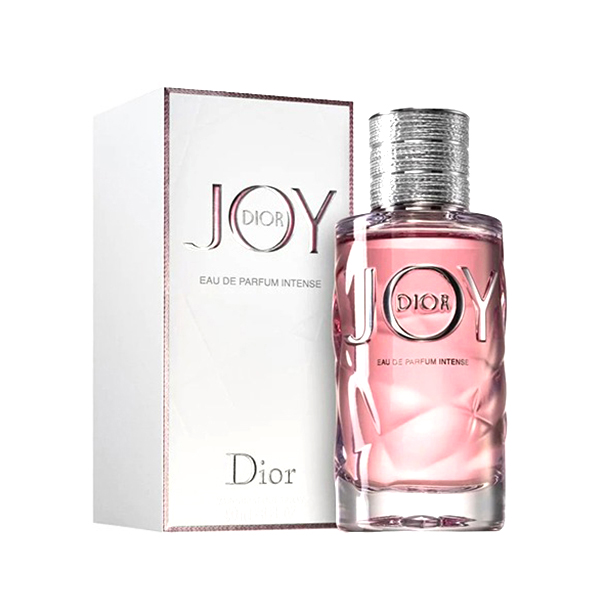 JOY
DIOR
EAU DE PARFUM INTENSE
Dior
JOY
DIOR
EAU DE PARFUM INTENSE